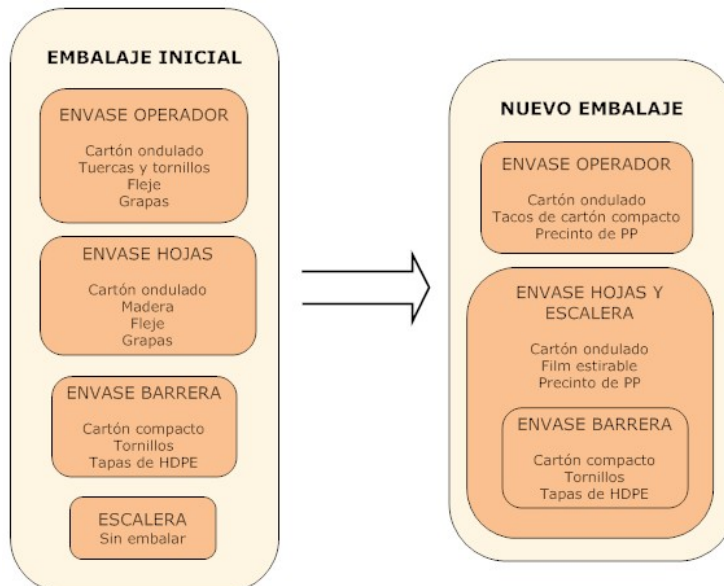 EMBALAJE INICIAL
ENVASE OPERADOR
Cartón ondulado
Tuercas y tornillos
Fleje
Grapas
ENVASE HOJAS
Cartón ondulado
Madera
Fleje
Grapas
ENVASE BARRERA
Cartón compacto
Tornillos
Tapas de HDPE
ESCALERA
Sin embalar
NUEVO EMBALAJE
ENVASE OPERADOR
Cartón ondulado
Tacos de cartón compacto
Precinto de PP
ENVASE HOJAS Y
ESCALERA
Cartón ondulado
Film estirable
Precinto de PP
ENVASE BARRERA
Cartón compacto
Tornillos
Tapas de HDPE